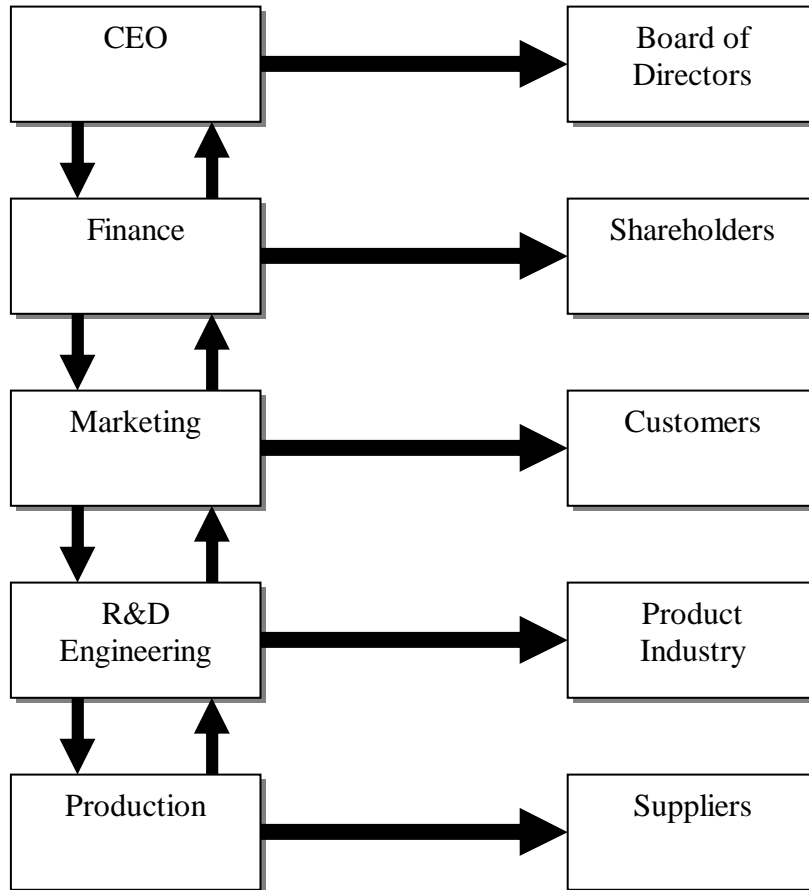 CEO
Board of
Directors
Finance
Shareholders
Marketing
Customers
R&D
Engineering
Product
Industry
Production
Suppliers